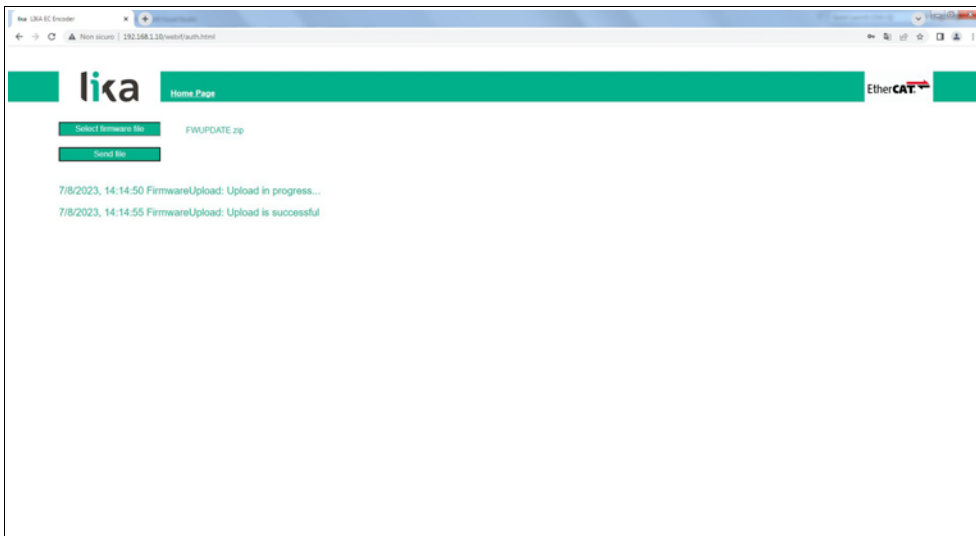 lika LIKA EC Encoder
Non sicuro | 192.168.1.10/webif/auth.html
lika
Home Page
EtherCAT
Select firmware file
FWUPDATE.zip
Send file
7/8/2023, 14:14:50 FirmwareUpload: Upload in progress...
7/8/2023, 14:14:55 FirmwareUpload: Upload is successful